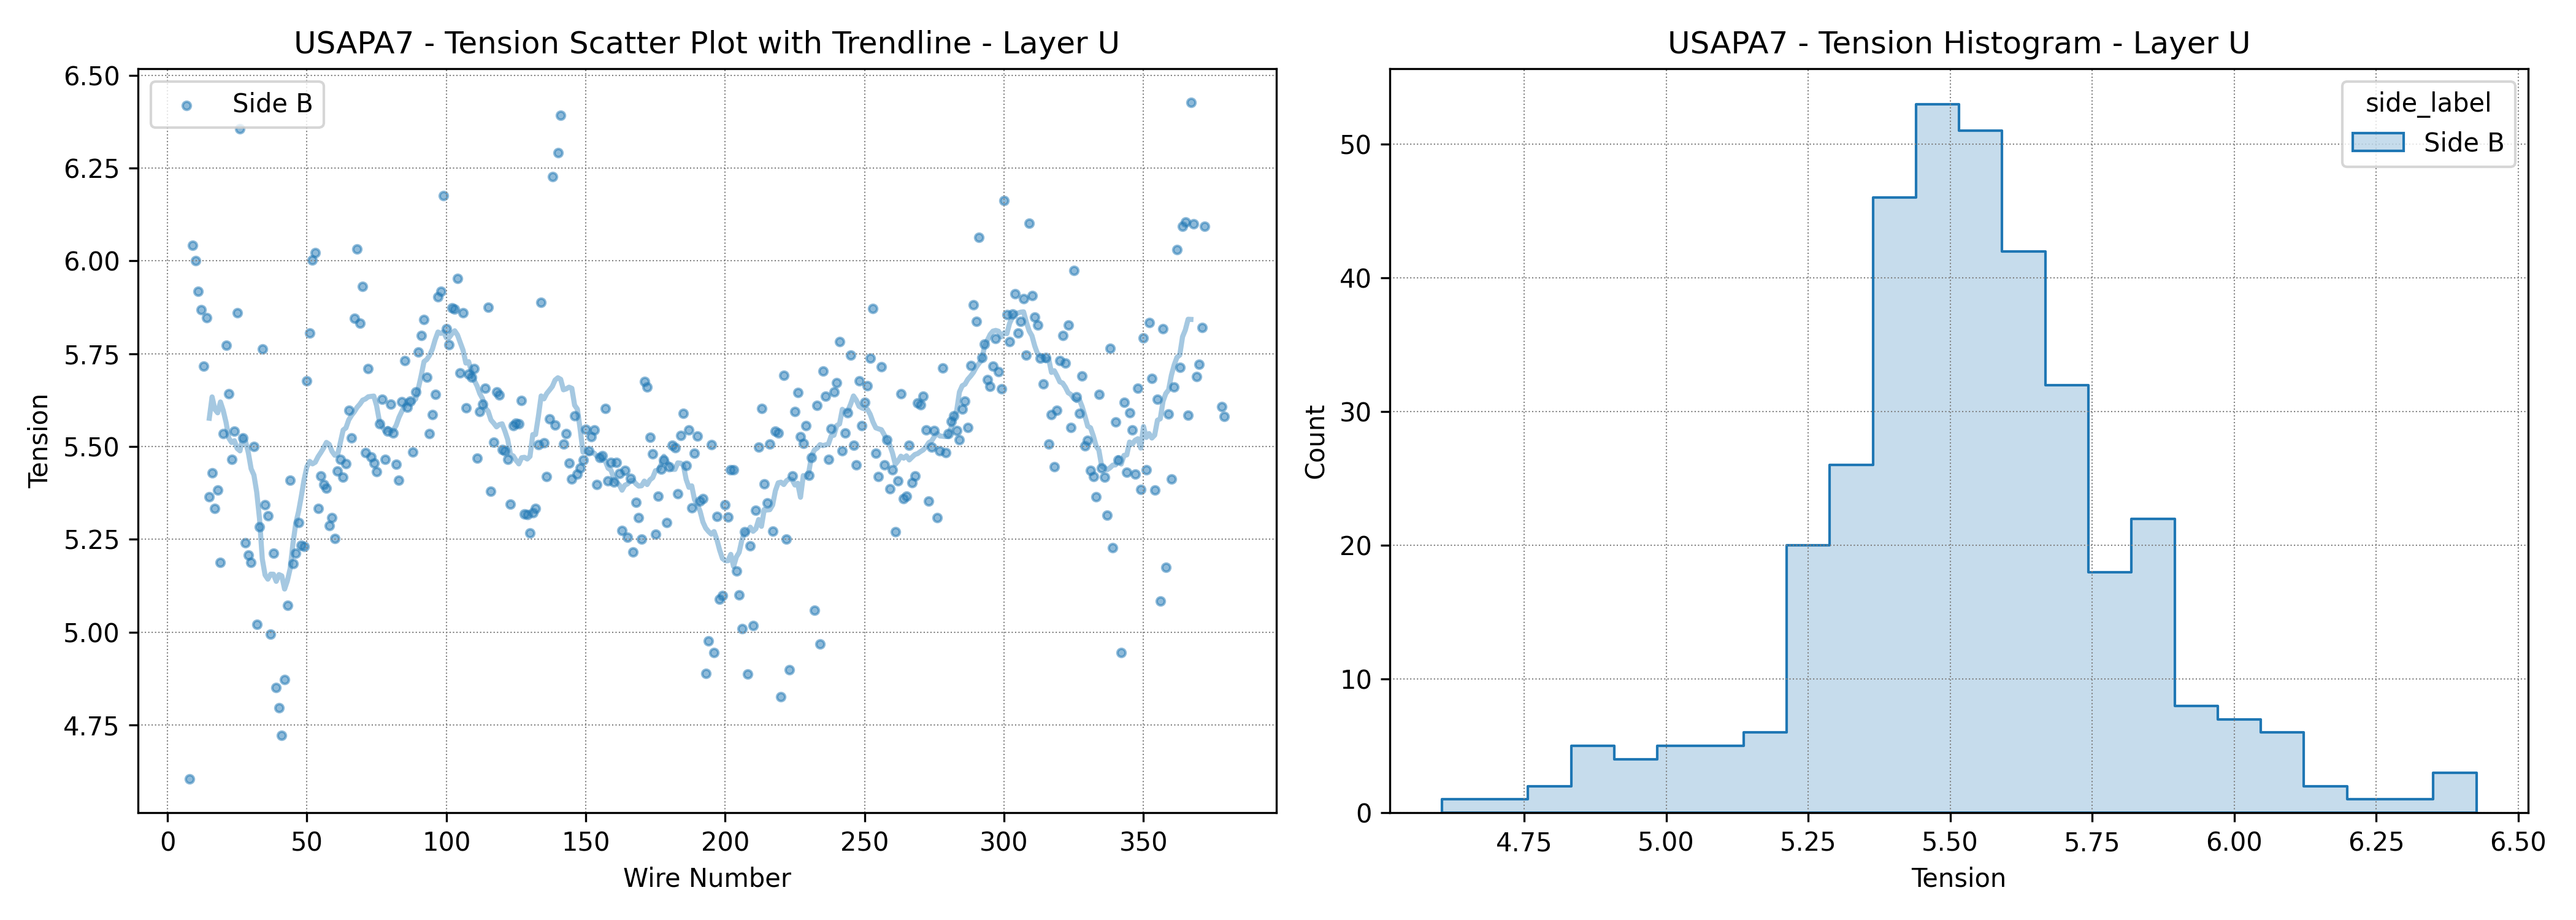 USAPA7 - Tension Scatter Plot with Trendline - Layer U
Side B
6.50
6.25
6.00
5.75
5.50
5.25
5.00
4.75
Tension
0 50 100 150 200 250 300 350
Wire Number
USAPA7 - Tension Histogram - Layer U
side_label
Side B
50
40
30
20
10
0
Count
4.75 5.00 5.25 5.50 5.75 6.00 6.25 6.50
Tension